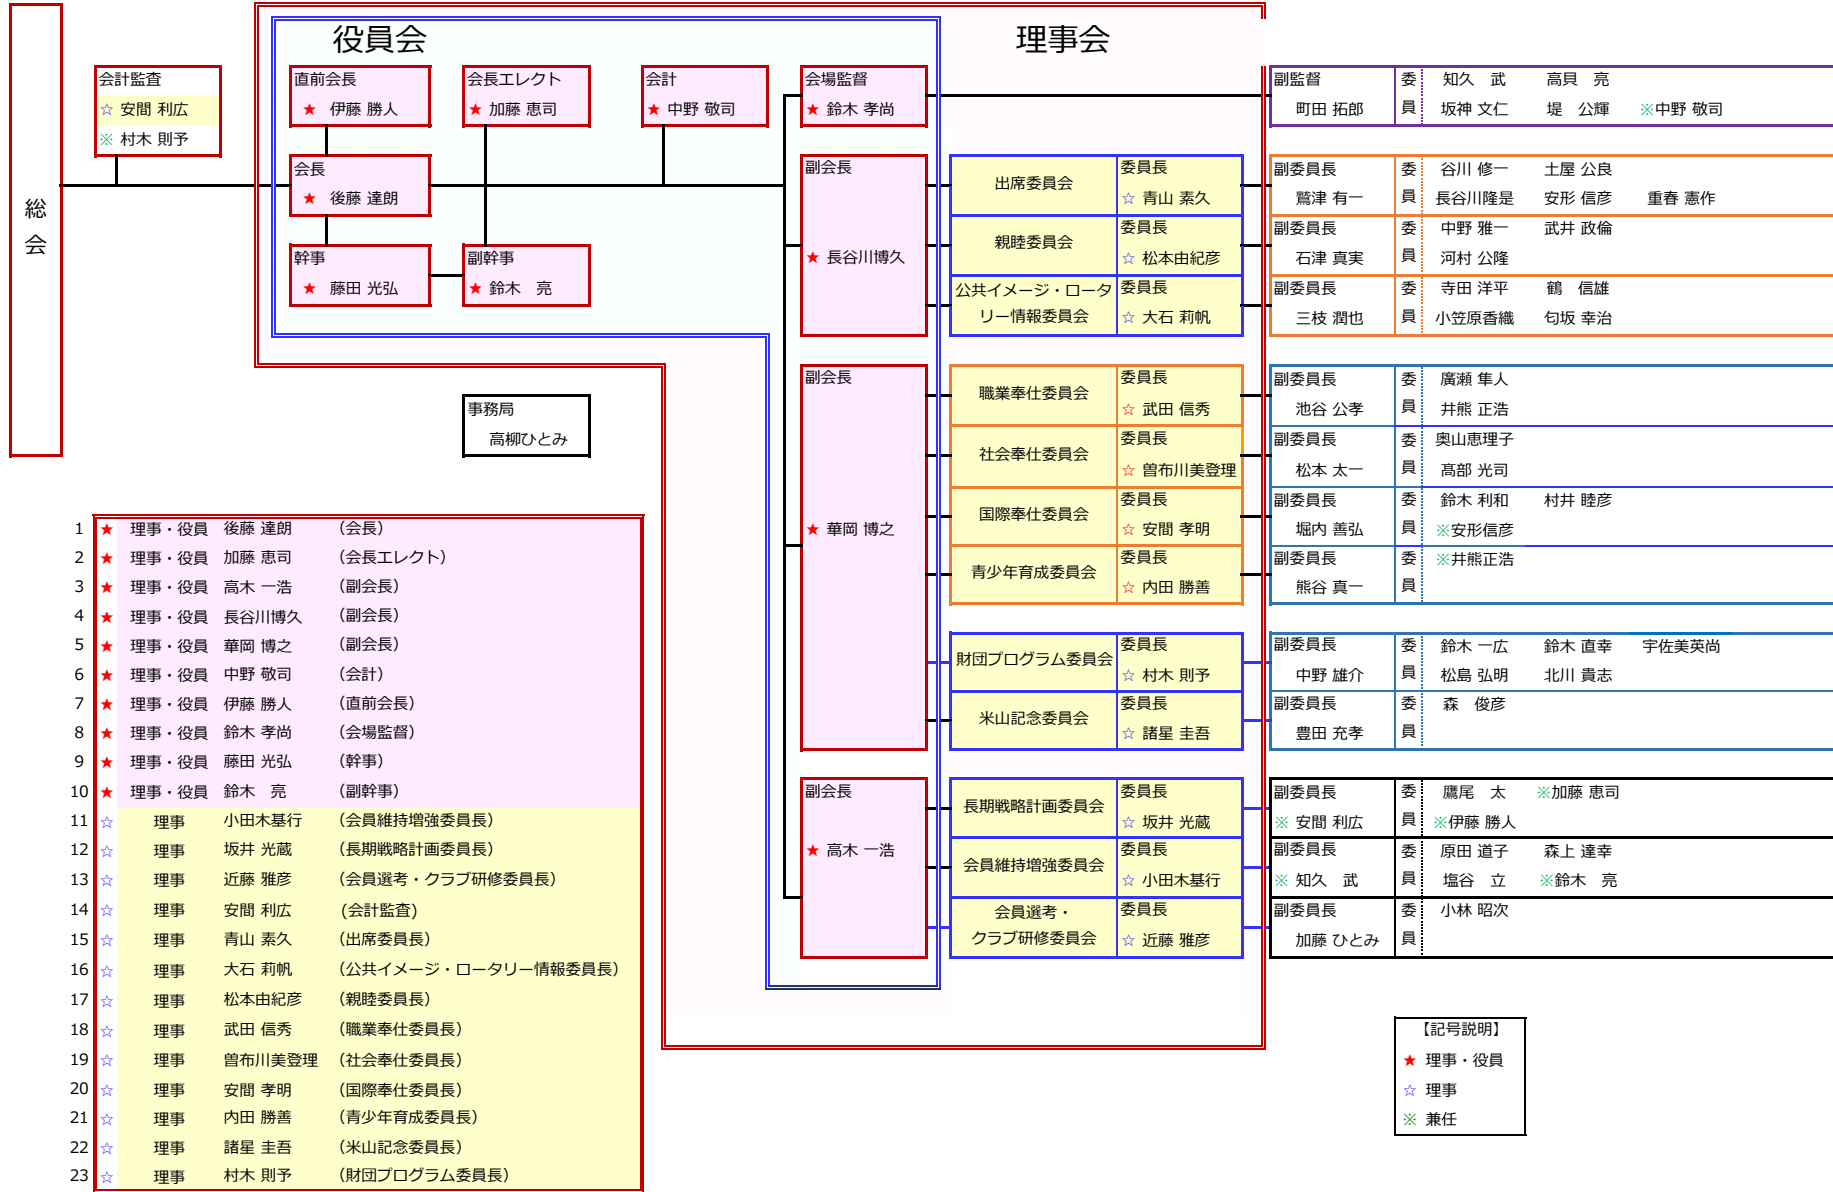 役員会
理事会
総
会
会計監査
☆ 安間 利広
※ 村木 則予
直前会長
★ 伊藤 勝人
会長エレクト
★ 加藤 恵司
会計
★ 中野 敬司
会場監督
★ 鈴木 孝尚
会長
★ 後藤 達朗
幹事
★ 藤田 光弘
副幹事
★ 鈴木 亮
事務局
高柳ひとみ
副監督
町田 拓郎
委
員
知久 武 高貝 亮
坂神 文仁 堤 公輝 ※中野 敬司
副会長
★ 長谷川博久
出席委員会
委員長
☆ 青山 素久
副委員長
鷲津 有一
委
員
谷川 修一 土屋 公良
長谷川隆是 安形 信彦 重春 憲作
親睦委員会
委員長
☆ 松本由紀彦
副委員長
石津 真実
委
員
中野 雅一 武井 政倫
河村 公隆
公共イメージ・ロータ
リー情報委員会
委員長
☆ 大石 莉帆
副委員長
三枝 潤也
委
員
寺田 洋平 鶴 信雄
小笠原香織 匂坂 幸治
副会長
★ 華岡 博之
職業奉仕委員会
委員長
☆ 武田 信秀
副委員長
池谷 公孝
委
員
廣瀬 隼人
井熊 正浩
社会奉仕委員会
委員長
☆ 曽布川美登理
副委員長
松本 太一
委
員
奥山恵理子
髙部 光司
国際奉仕委員会
委員長
☆ 安間 孝明
副委員長
堀内 善弘
委
員
鈴木 利和 村井 睦彦
※安形信彦
青少年育成委員会
委員長
☆ 内田 勝善
副委員長
熊谷 真一
委
員
※井熊正浩
財団プログラム委員会
委員長
☆ 村木 則予
副委員長
中野 雄介
委
員
鈴木 一広 鈴木 直幸 宇佐美英尚
松島 弘明 北川 貴志
米山記念委員会
委員長
☆ 諸星 圭吾
副委員長
豊田 充孝
委
員
森 俊彦
副会長
★ 高木 一浩
長期戦略計画委員会
委員長
☆ 坂井 光蔵
副委員長
※ 安間 利広
委
員
鷹尾 太 ※加藤 恵司
※伊藤 勝人
会員維持増強委員会
委員長
☆ 小田木基行
副委員長
※ 知久 武
委
員
原田 道子 森上 達幸
塩谷 立 ※鈴木 亮
会員選考・
クラブ研修委員会
委員長
☆ 近藤 雅彦
副委員長
加藤 ひとみ
委
員
小林 昭次
1 ★ 理事・役員 後藤 達朗 （会長）
2 ★ 理事・役員 加藤 恵司 （会長エレクト）
3 ★ 理事・役員 高木 一浩 （副会長）
4 ★ 理事・役員 長谷川博久 （副会長）
5 ★ 理事・役員 華岡 博之 （副会長）
6 ★ 理事・役員 中野 敬司 （会計）
7 ★ 理事・役員 伊藤 勝人 （直前会長）
8 ★ 理事・役員 鈴木 孝尚 （会場監督）
9 ★ 理事・役員 藤田 光弘 （幹事）
10 ★ 理事・役員 鈴木 亮 （副幹事）
11 ☆ 理事 小田木基行 （会員維持増強委員長）
12 ☆ 理事 坂井 光蔵 （長期戦略計画委員長）
13 ☆ 理事 近藤 雅彦 （会員選考・クラブ研修委員長）
14 ☆ 理事 安間 利広 (会計監査)
15 ☆ 理事 青山 素久 （出席委員長）
16 ☆ 理事 大石 莉帆 （公共イメージ・ロータリー情報委員長）
17 ☆ 理事 松本由紀彦 （親睦委員長）
18 ☆ 理事 武田 信秀 （職業奉仕委員長）
19 ☆ 理事 曽布川美登理 （社会奉仕委員長）
20 ☆ 理事 安間 孝明 （国際奉仕委員長）
21 ☆ 理事 内田 勝善 （青少年育成委員長）
22 ☆ 理事 諸星 圭吾 （米山記念委員長）
23 ☆ 理事 村木 則予 （財団プログラム委員長）
【記号説明】
★ 理事・役員
☆ 理事
※ 兼任